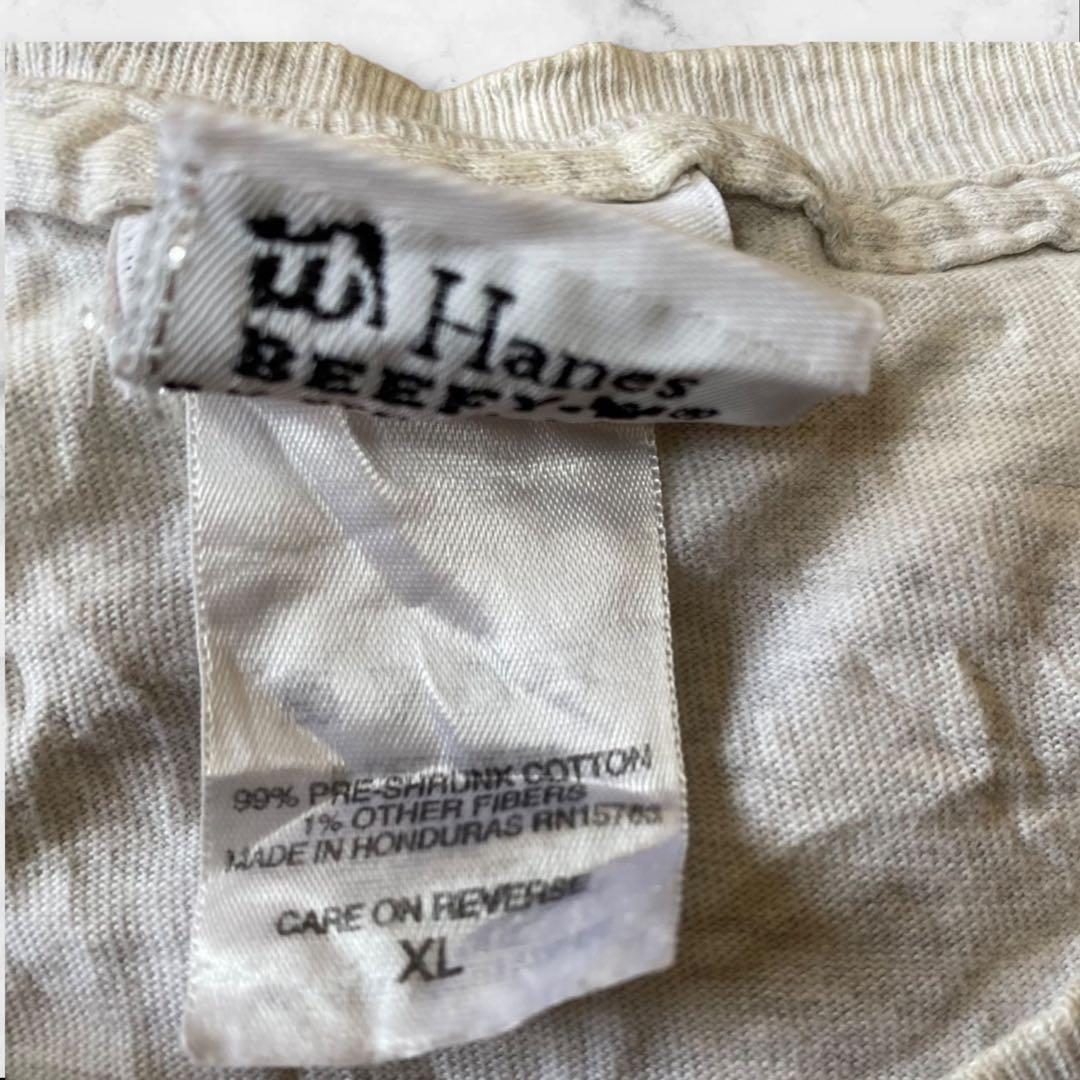 Hanes
BEEFY-T®
99% PRE-SHRUNK COTTON
1% OTHER FIBERS
MADE IN HONDURAS RN15763
CARE ON REVERSE
XL